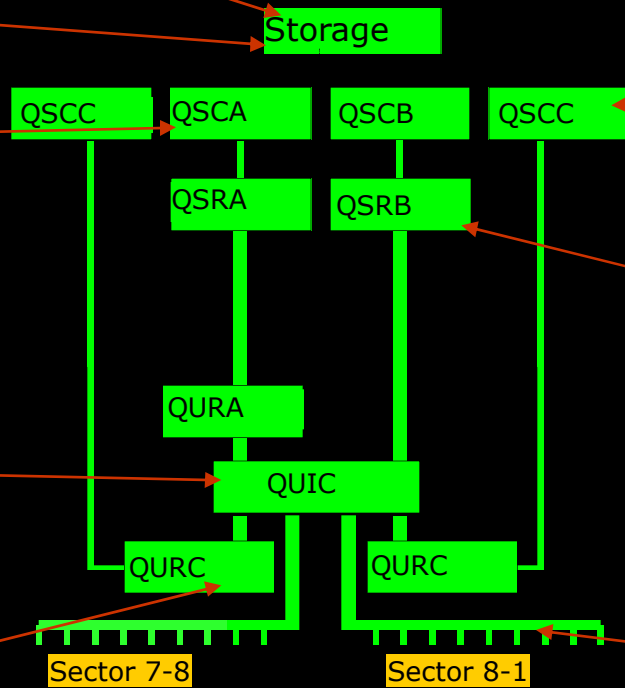 Storage
QSCC QSCA QSCB QSCC
QSRA QSRB
QURA
QUIC
QURC QURC
Sector 7-8 Sector 8-1